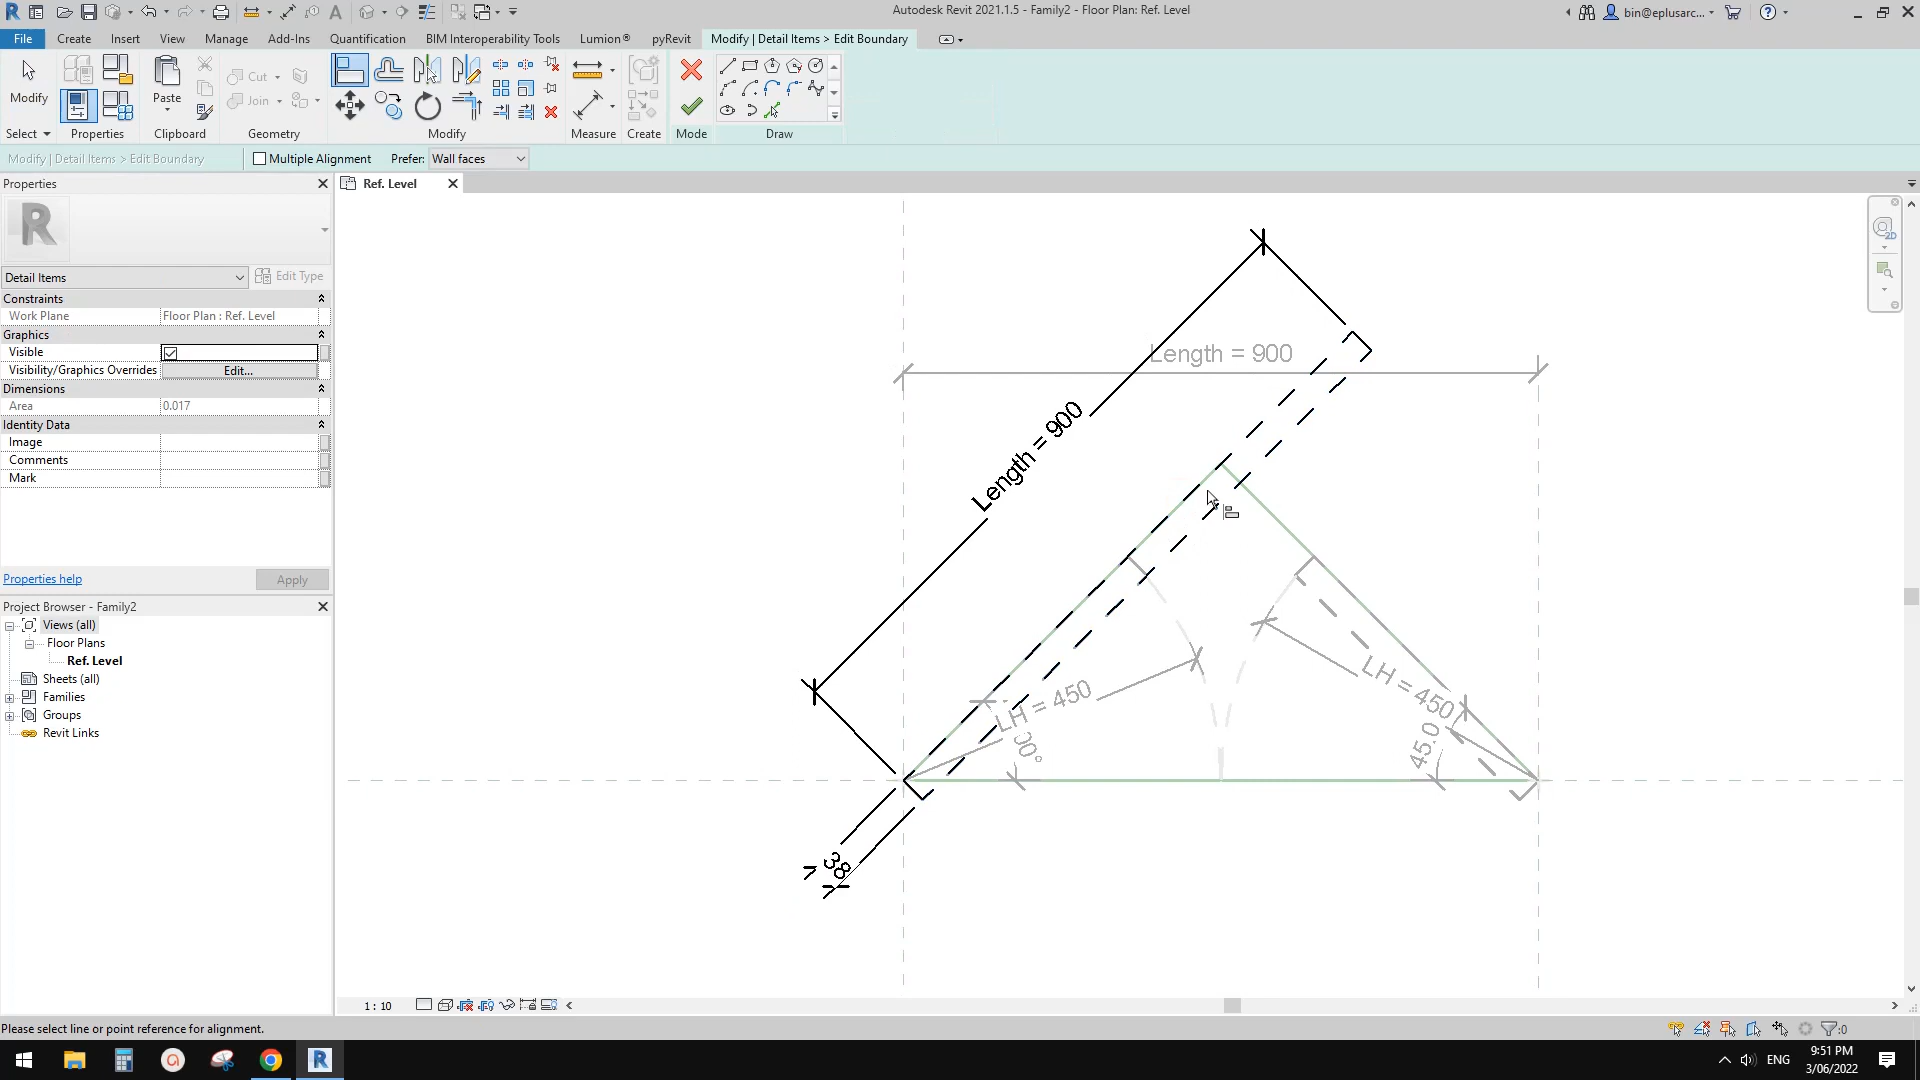 Autodesk Revit 2021.1.5 - Family2 - Floor Plan: Ref. Level
bin@eplusarc...
File Create Insert View Manage Add-Ins Quantification BIM Interoperability Tools Lumion® pyRevit Modify | Detail Items > Edit Boundary
Modify
Paste
Cut
Join
Select Properties Clipboard Geometry Modify Measure Create Mode Draw
Modify | Detail Items > Edit Boundary
Multiple Alignment Prefer: Wall faces
Properties
Ref. Level
R
Detail Items
Edit Type
Constraints
Work Plane Floor Plan : Ref. Level
Graphics
Visible
Visibility/Graphics Overrides Edit...
Dimensions
Area 0.017
Identity Data
Image
Comments
Mark
Properties help
Apply
Project Browser - Family2
Views (all)
Floor Plans
Ref. Level
Sheets (all)
Families
Groups
Revit Links
2D
Length = 900
Length = 900
LH = 450
LH = 450
00°
45.0
38
1 : 10
Please select line or point reference for alignment.
:0
ENG
9:51 PM
3/06/2022